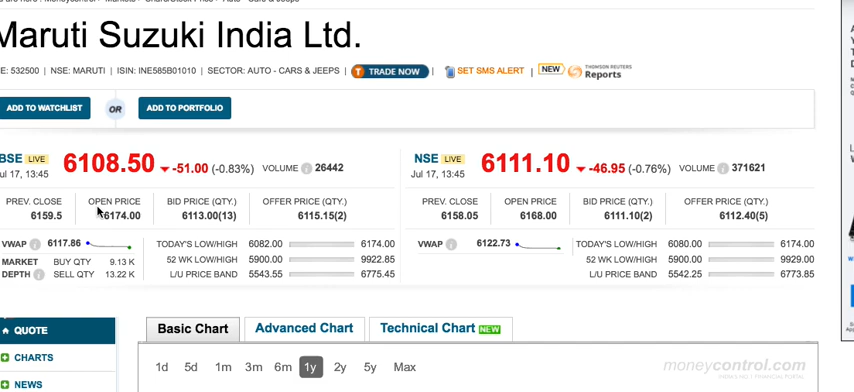 Maruti Suzuki India Ltd.
E: 532500 | NSE: MARUTI | ISIN: INE585B01010 | SECTOR: AUTO - CARS & JEEPS | TRADE NOW | SET SMS ALERT | NEW THOMSON REUTERS Reports
ADD TO WATCHLIST OR ADD TO PORTFOLIO
BSE LIVE 6108.50 -51.00 (-0.83%) VOLUME 26442
Jul 17, 13:45
PREV. CLOSE OPEN PRICE BID PRICE (QTY.) OFFER PRICE (QTY.)
6159.5 6174.00 6113.00(13) 6115.15(2)
VWAP 6117.86 TODAY'S LOW/HIGH 6082.00 6174.00
MARKET DEPTH BUY QTY 9.13 K 52 WK LOW/HIGH 5900.00 9922.85
SELL QTY 13.22 K L/U PRICE BAND 5543.55 6775.45
NSE LIVE 6111.10 -46.95 (-0.76%) VOLUME 371621
Jul 17, 13:45
PREV. CLOSE OPEN PRICE BID PRICE (QTY.) OFFER PRICE (QTY.)
6158.05 6168.00 6111.10(2) 6112.40(5)
VWAP 6122.73 TODAY'S LOW/HIGH 6080.00 6174.00
52 WK LOW/HIGH 5900.00 9929.00
L/U PRICE BAND 5542.25 6773.85
QUOTE
CHARTS
NEWS
Basic Chart Advanced Chart Technical Chart NEW
1d 5d 1m 3m 6m 1y 2y 5y Max
moneycontrol.com